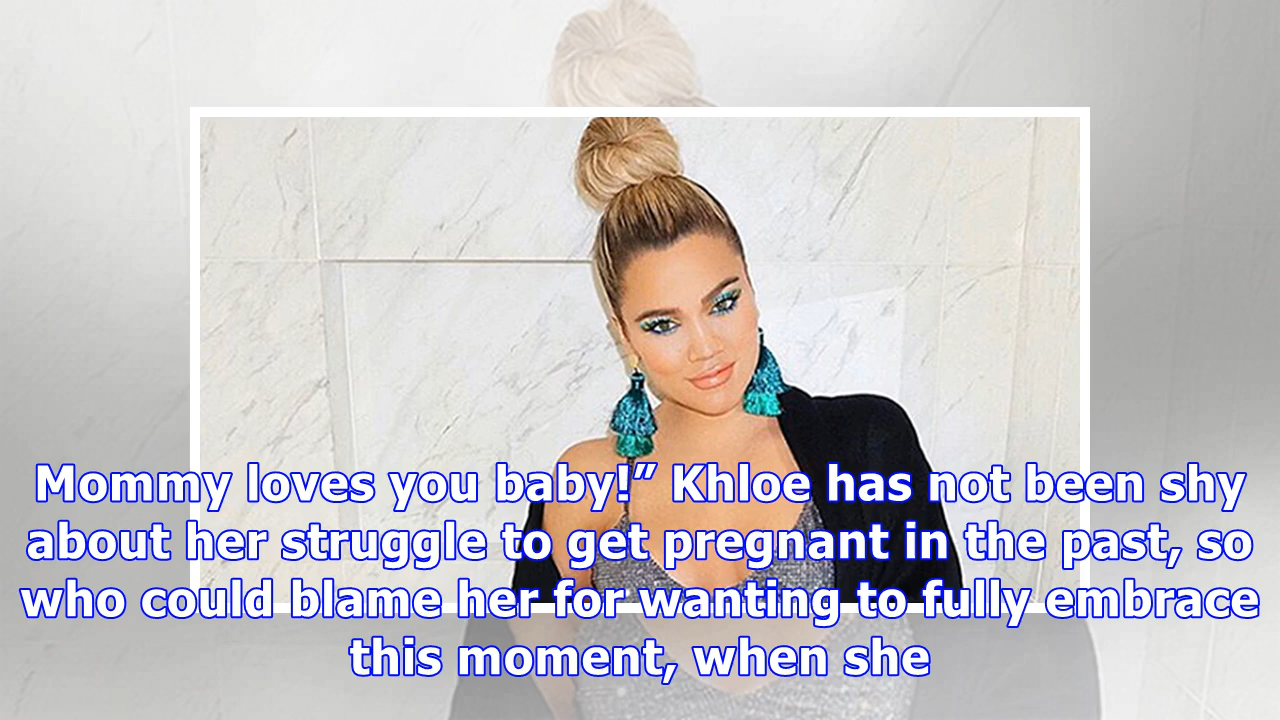 Mommy loves you baby!” Khloe has not been shy
about her struggle to get pregnant in the past, so
who could blame her for wanting to fully embrace
this moment, when she